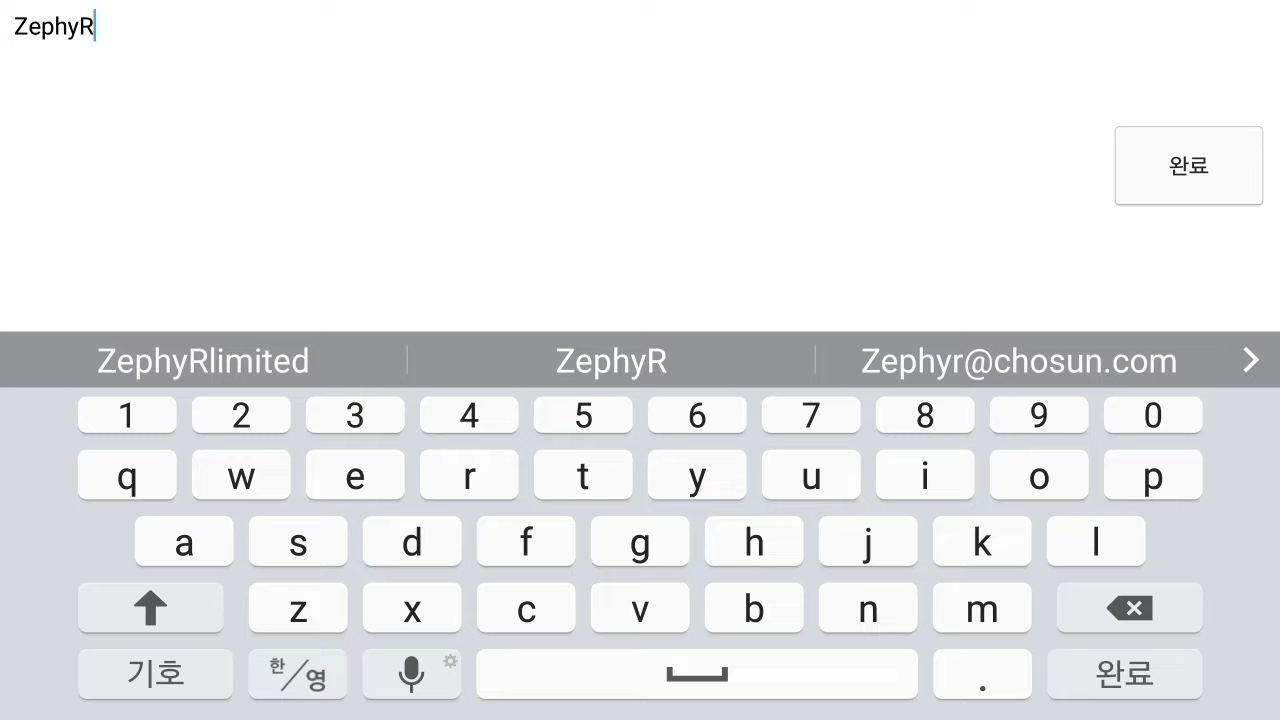 ZephyR
완료
ZephyRlimited ZephyR Zephyr@chosun.com
1 2 3 4 5 6 7 8 9 0
q w e r t y u i o p
a s d f g h j k l
z x c v b n m
기호 한/영 . 완료